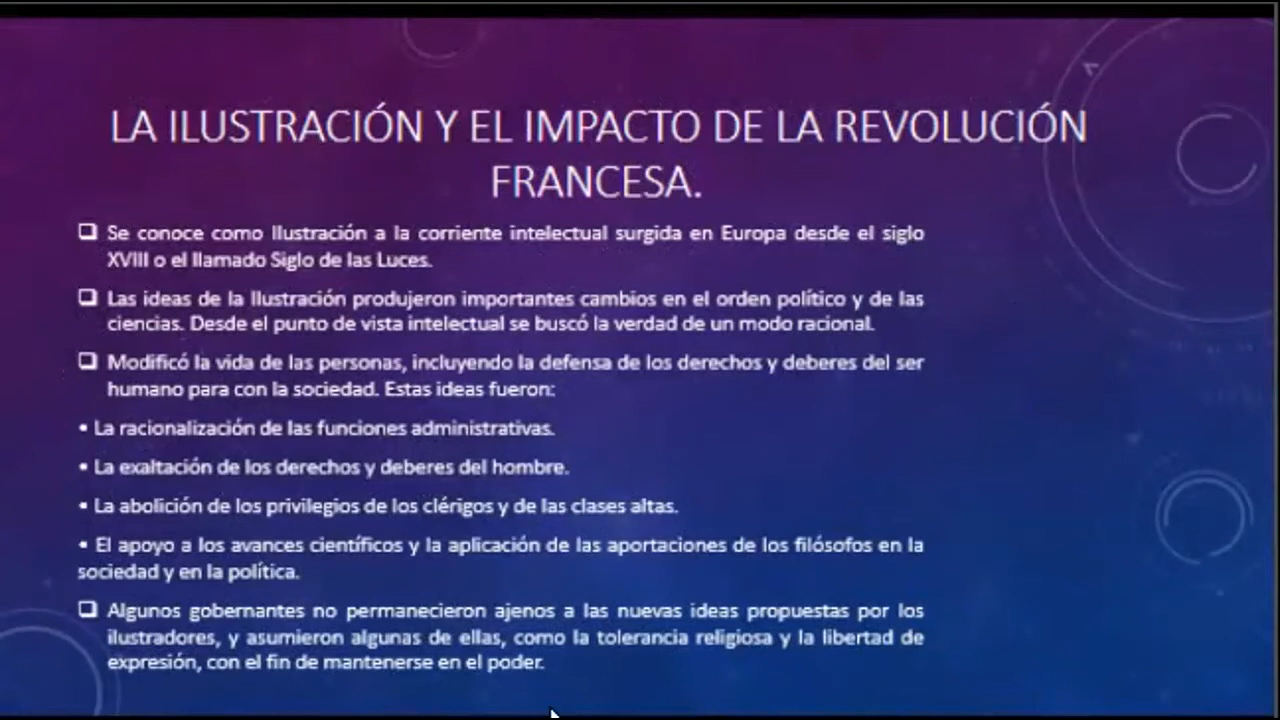 LA ILUSTRACIÓN Y EL IMPACTO DE LA REVOLUCIÓN
FRANCESA.
Se conoce como Ilustración a la corriente intelectual surgida en Europa desde el siglo
XVIII o el llamado Siglo de las Luces.
Las ideas de la Ilustración produjeron importantes cambios en el orden político y de las
ciencias. Desde el punto de vista intelectual se buscó la verdad de un modo racional.
Modificó la vida de las personas, incluyendo la defensa de los derechos y deberes del ser
humano para con la sociedad. Estas ideas fueron:
• La racionalización de las funciones administrativas.
• La exaltación de los derechos y deberes del hombre.
• La abolición de los privilegios de los clérigos y de las clases altas.
• El apoyo a los avances científicos y la aplicación de las aportaciones de los filósofos en la
sociedad y en la política.
Algunos gobernantes no permanecieron ajenos a las nuevas ideas propuestas por los
ilustradores, y asumieron algunas de ellas, como la tolerancia religiosa y la libertad de
expresión, con el fin de mantenerse en el poder.